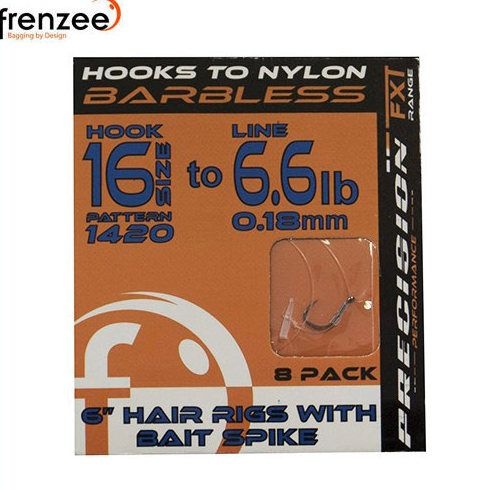 frenzee
Bagging by Design
HOOKS TO NYLON
BARBLESS
HOOK
16 SIZE
PATTERN
1420
to
LINE
6.6lb
0.18mm
8 PACK
6" HAIR RIGS WITH
BAIT SPIKE
FXT
RANGE
PRECISION
PERFORMANCE
f